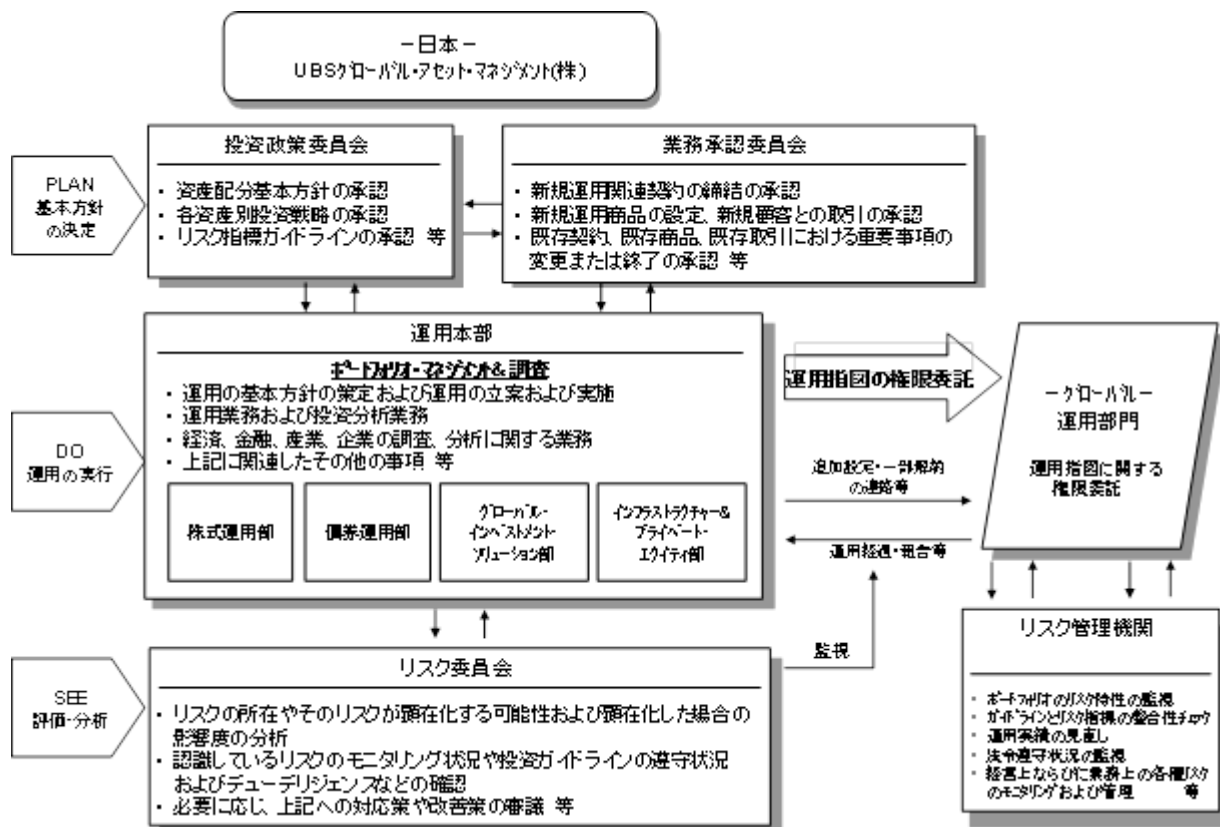 －日本－
UBSｸﾞﾛｰﾊﾞﾙ・ｱｾｯﾄ・ﾏﾈｼﾞﾒﾝﾄ(株)
PLAN
基本方針
の決定
投資政策委員会
・ 資産配分基本方針の承認
・ 各資産別投資戦略の承認
・ リスク指標ガイドラインの承認 等
業務承認委員会
・ 新規運用関連契約の締結の承認
・ 新規運用商品の設定、新規顧客との取引の承認
・ 既存契約、既存商品、既存取引における重要事項の
変更または終了の承認 等
DO
運用の実行
運用本部
ﾎﾟｰﾄﾌｫﾘｵ・ﾏﾈｼﾞﾒﾝﾄ&調査
・ 運用の基本方針の策定および運用の立案および実施
・ 運用業務および投資分析業務
・ 経済、金融、産業、企業の調査、分析に関する業務
・ 上記に関連したその他の事項 等
株式運用部
債券運用部
ｸﾞﾛｰﾊﾞﾙ・
ｲﾝﾍﾞｽﾄﾒﾝﾄ・
ｿﾘｭｰｼｮﾝ部
ｲﾝﾌﾗｽﾄﾗｸﾁｬｰ&
ﾌﾟﾗｲﾍﾞｰﾄ・
ｴｸｲﾃｨ部
運用指図の権限委託
－ｸﾞﾛｰﾊﾞﾙ－
運用部門
運用指図に関する
権限委託
追加設定・一部解約
の連絡等
運用経過・報告等
監視
SEE
評価・分析
リスク委員会
・ リスクの所在やそのリスクが顕在化する可能性および顕在化した場合の
影響度の分析
・ 認識しているリスクのモニタリング状況や投資ガイドラインの遵守状況
およびデューデリジェンスなどの確認
・ 必要に応じ、上記への対応策や改善策の審議 等
リスク管理機関
・ ﾎﾟｰﾄﾌｫﾘｵのﾘｽｸ特性の監視
・ ｶﾞｲﾄﾞﾗｲﾝとﾘｽｸ指標の整合性ﾁｪｯｸ
・ 運用実績の見直し
・ 法令遵守状況の監視
・ 経営上ならびに業務上の各種ﾘｽｸ
のﾓﾆﾀﾘﾝｸﾞおよび管理 等